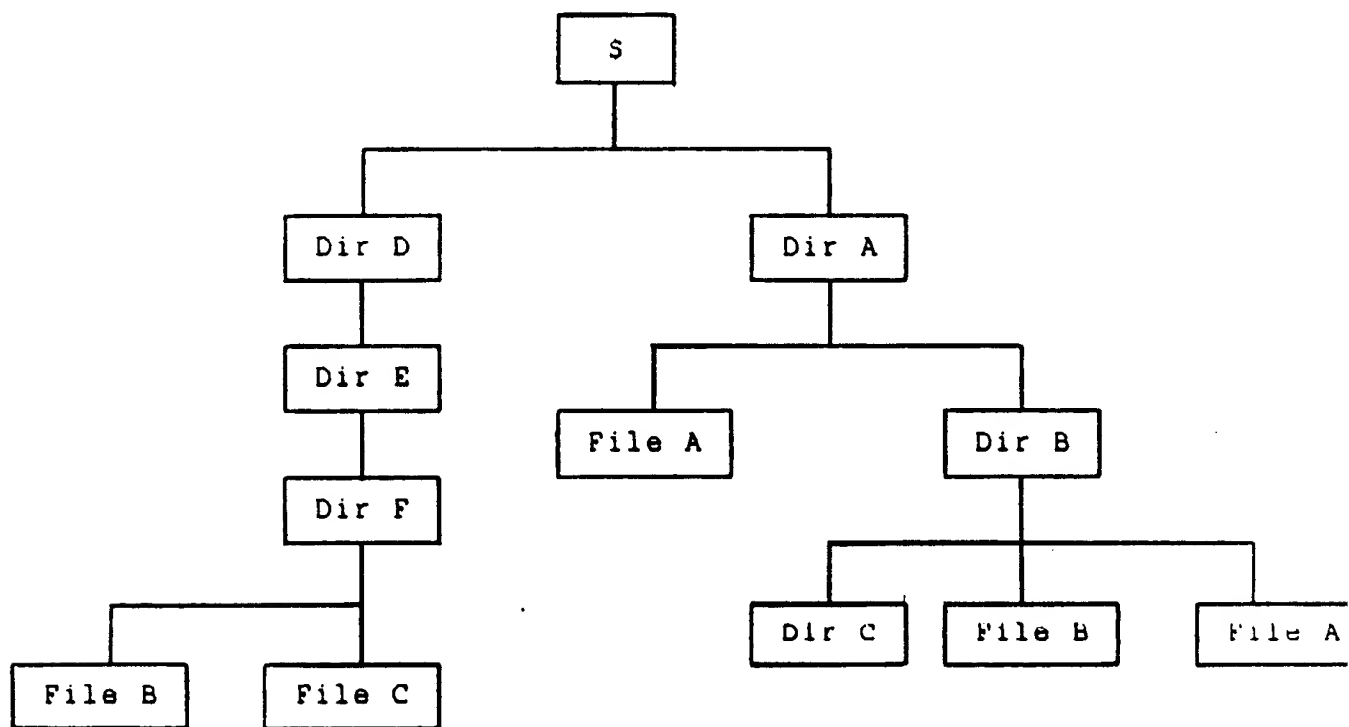 S
Dir D
Dir A
Dir E
File A
Dir B
Dir F
Dir C
File B
File A
File B
File C